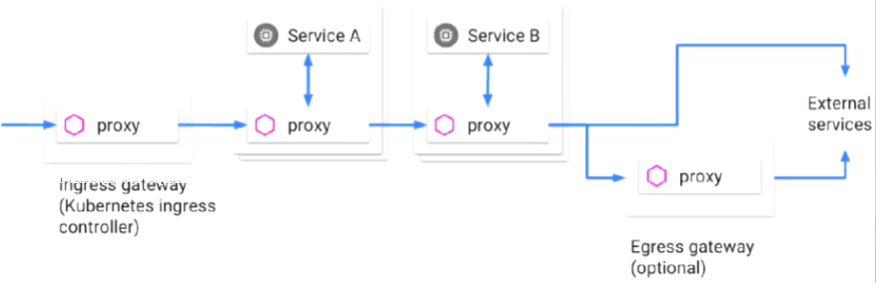 Service A
Service B
proxy
proxy
proxy
External
services
proxy
Ingress gateway
(Kubernetes ingress
controller)
Egress gateway
(optional)